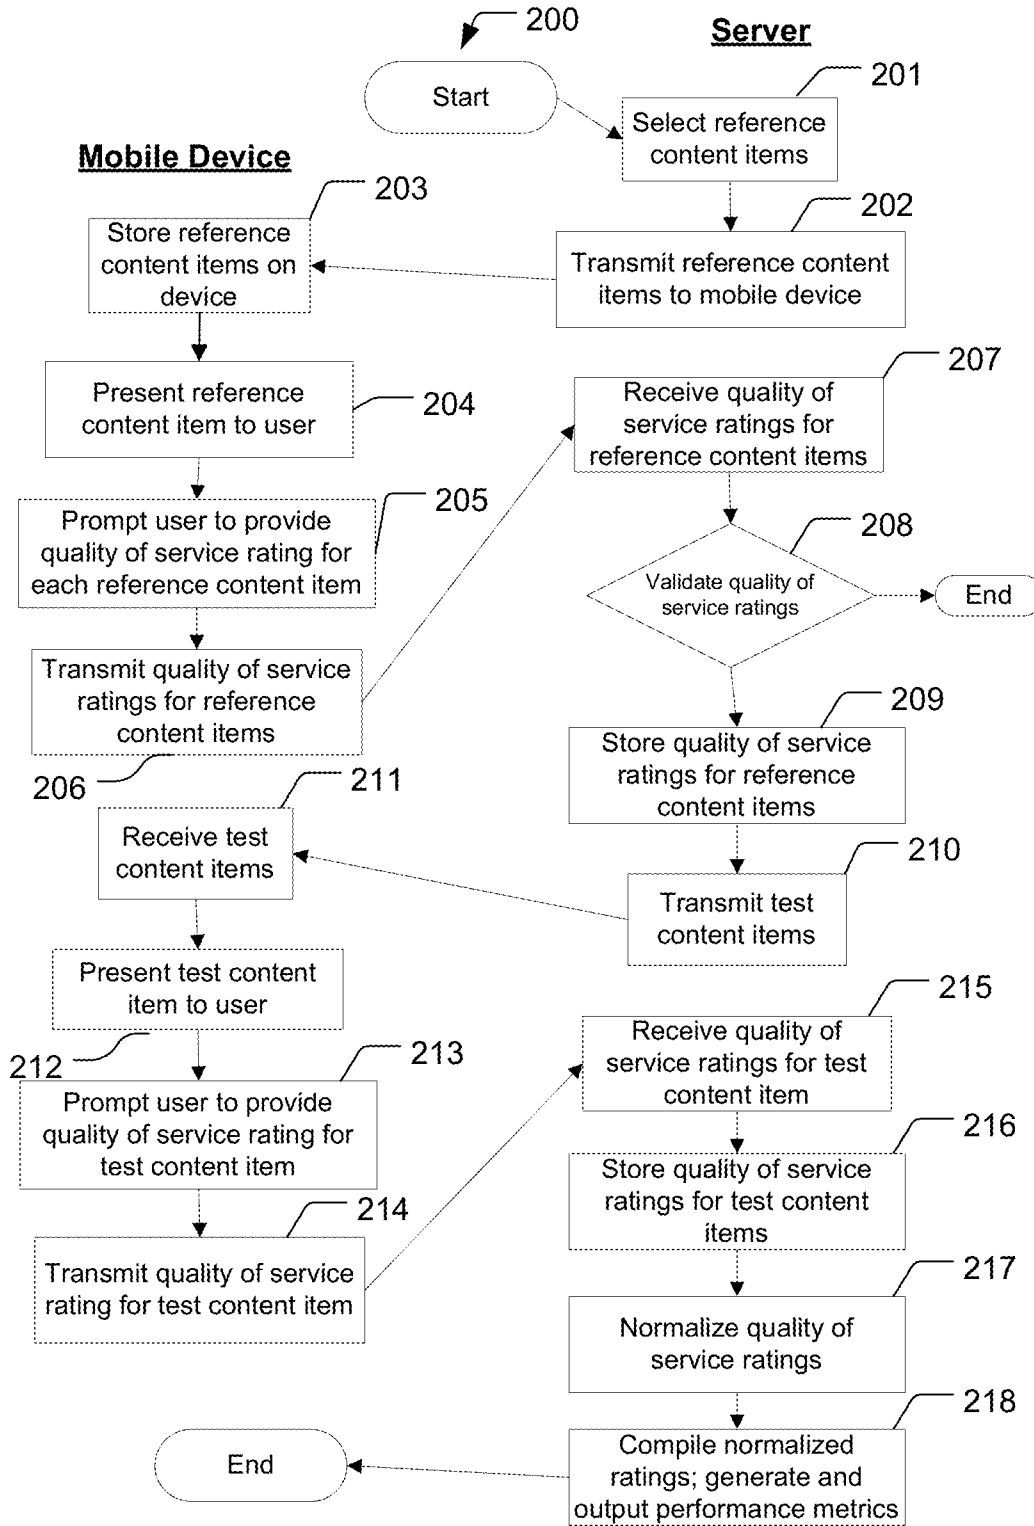 200
Server
Start
201
Select reference
content items
Mobile Device
203
202
Store reference
content items on
device
Transmit reference content
items to mobile device
Present reference
content item to user
204
207
Receive quality of
service ratings for
reference content items
Prompt user to provide
quality of service rating for
each reference content item
205
208
Validate quality of
service ratings
End
Transmit quality of service
ratings for reference
content items
206
209
Store quality of service
ratings for reference
content items
211
Receive test
content items
210
Transmit test
content items
Present test content
item to user
212
215
Receive quality of
service ratings for test
content item
213
Prompt user to provide
quality of service rating for
test content item
216
Store quality of service
ratings for test content
items
214
Transmit quality of service
rating for test content item
217
Normalize quality of
service ratings
218
Compile normalized
ratings; generate and
output performance metrics
End